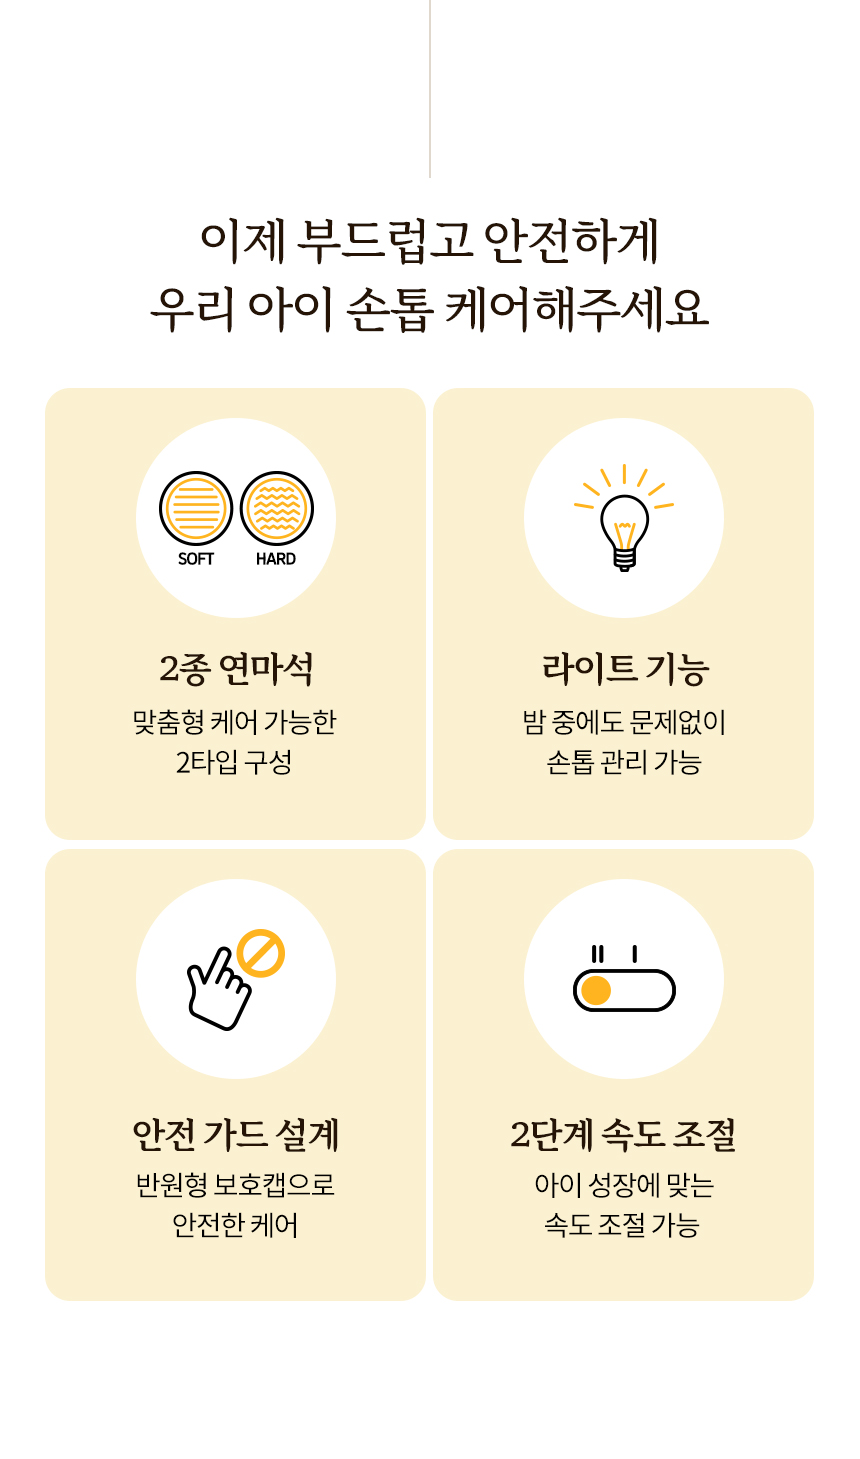 이제 부드럽고 안전하게
우리 아이 손톱 케어해주세요
SOFT HARD
2종 연마석
맞춤형 케어 가능한
2타입 구성
라이트 기능
밤 중에도 문제없이
손톱 관리 가능
안전 가드 설계
반원형 보호캡으로
안전한 케어
2단계 속도 조절
아이 성장에 맞는
속도 조절 가능